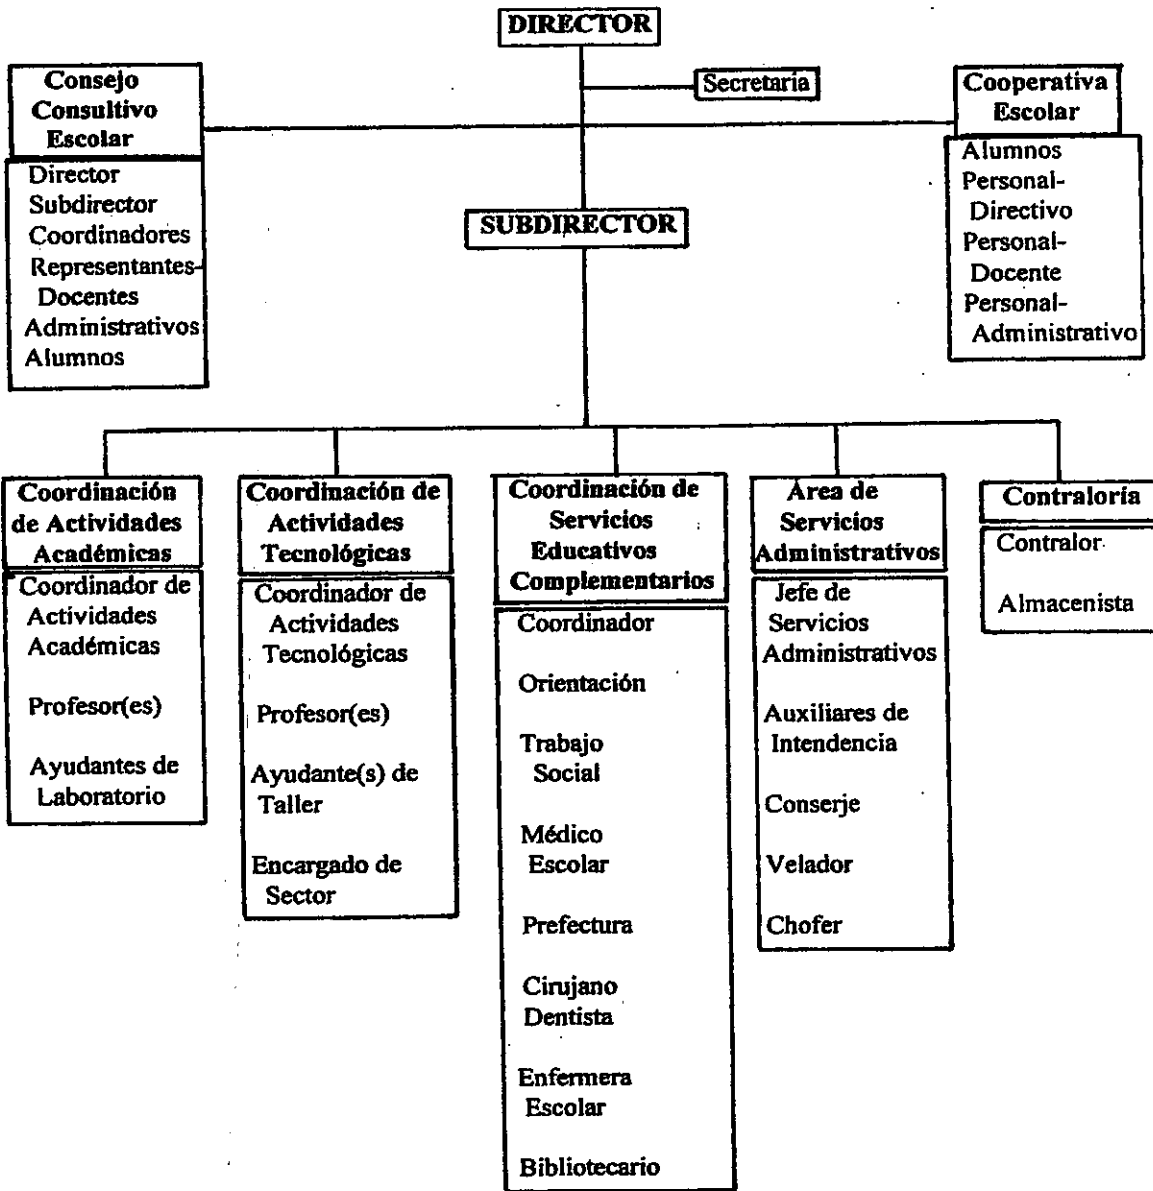 DIRECTOR
Secretaría
Consejo
Consultivo
Escolar
Director
Subdirector
Coordinadores
Representantes-
Docentes
Administrativos
Alumnos
Cooperativa
Escolar
Alumnos
Personal-
Directivo
Personal-
Docente
Personal-
Administrativo
SUBDIRECTOR
Coordinación
de Actividades
Académicas
Coordinador de
Actividades
Académicas
Profesor(es)
Ayudantes de
Laboratorio
Coordinación de
Actividades
Tecnológicas
Coordinador de
Actividades
Tecnológicas
Profesor(es)
Ayudante(s) de
Taller
Encargado de
Sector
Coordinación de
Servicios
Educativos
Complementarios
Coordinador
Orientación
Trabajo
Social
Médico
Escolar
Prefectura
Cirujano
Dentista
Enfermera
Escolar
Bibliotecario
Área de
Servicios
Administrativos
Jefe de
Servicios
Administrativos
Auxiliares de
Intendencia
Conserje
Velador
Chofer
Contraloría
Contralor
Almacenista